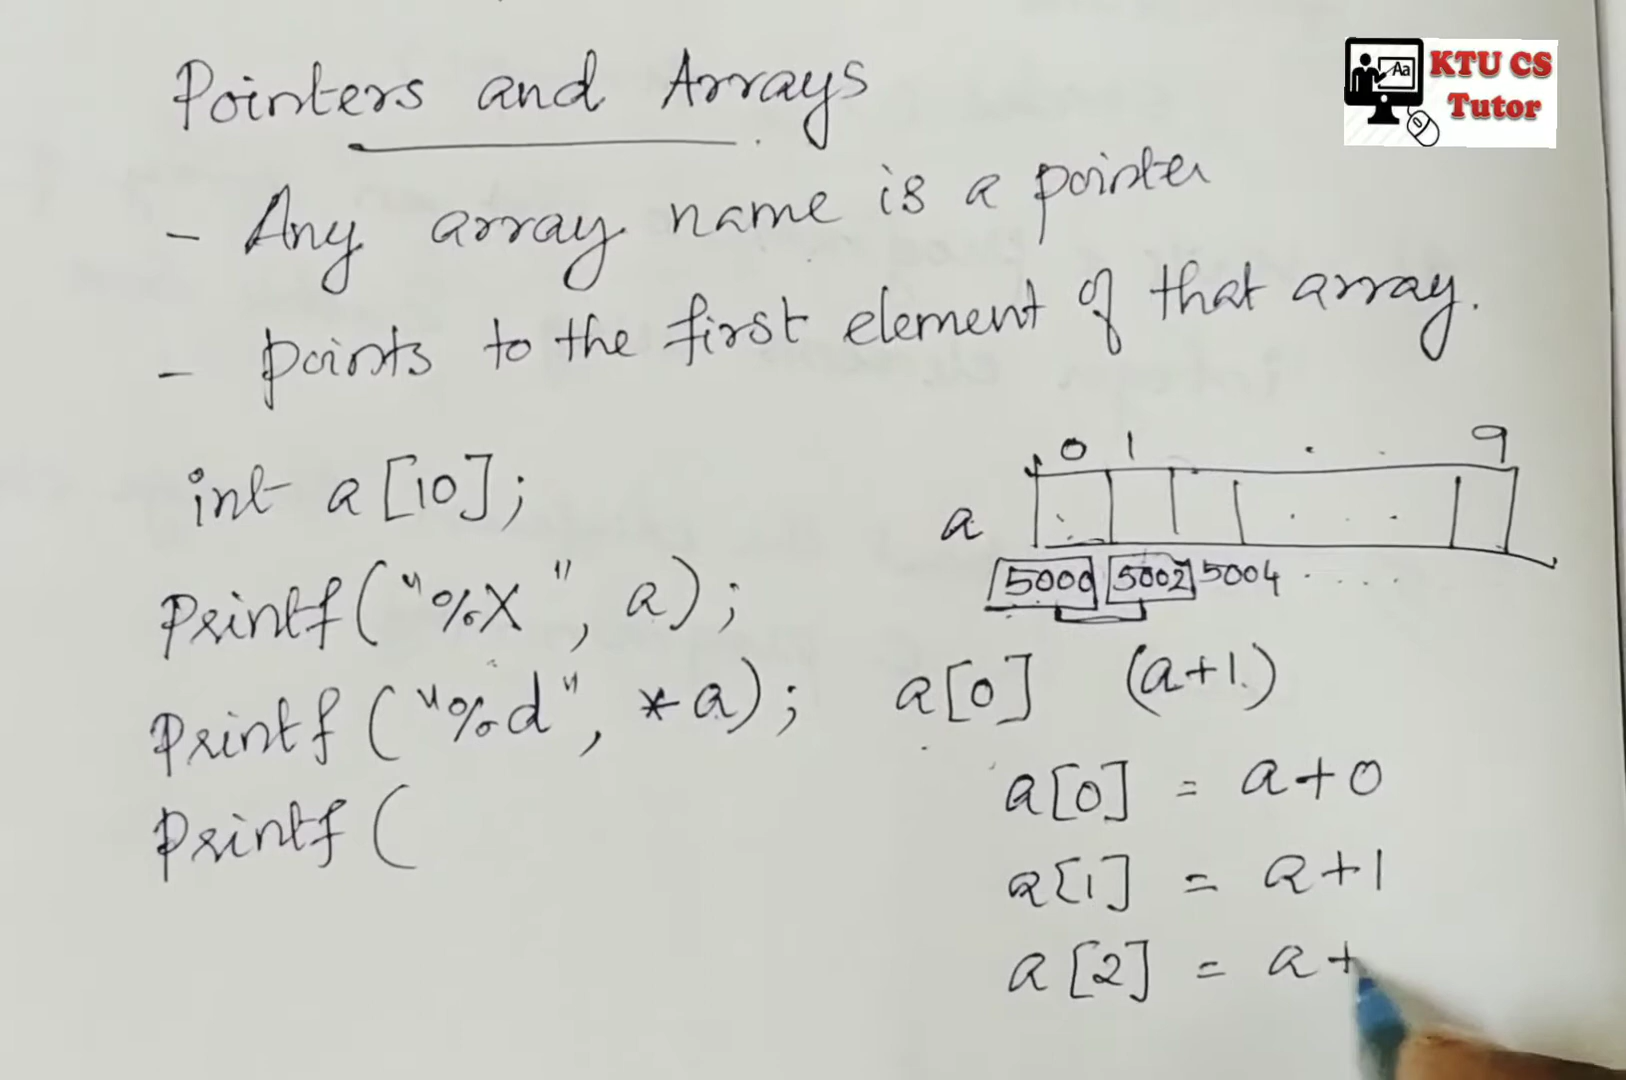 KTU CS
Tutor
Aa
Pointers and Arrays
- Any array name is a pointer
- points to the first element of that array.
int a [10];
0 1 . . 9
a
5000 5002 5004 . . . . .
printf("%X", a);
printf("%d", *a); a[0] (a+1)
printf(
a[0] = a+0
a[1] = a+1
a[2] = a+